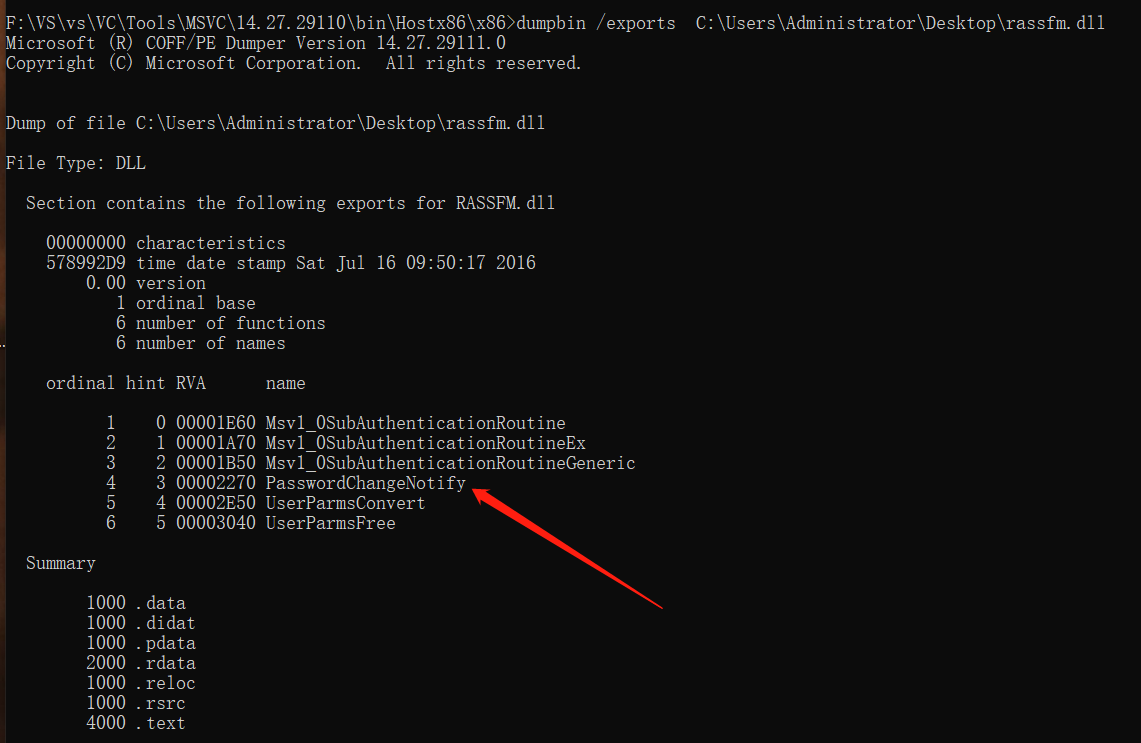 F:\VS\vs\VC\Tools\MSVC\14.27.29110\bin\Hostx86\x86>dumpbin /exports  C:\Users\Administrator\Desktop\rassfm.dll
Microsoft (R) COFF/PE Dumper Version 14.27.29111.0
Copyright (C) Microsoft Corporation.  All rights reserved.
Dump of file C:\Users\Administrator\Desktop\rassfm.dll
File Type: DLL
Section contains the following exports for RASSFM.dll
00000000 characteristics
578992D9 time date stamp Sat Jul 16 09:50:17 2016
0.00 version
1 ordinal base
6 number of functions
6 number of names
ordinal hint RVA      name
1    0 00001E60 Msv1_0SubAuthenticationRoutine
2    1 00001A70 Msv1_0SubAuthenticationRoutineEx
3    2 00001B50 Msv1_0SubAuthenticationRoutineGeneric
4    3 00002270 PasswordChangeNotify
5    4 00002E50 UserParmsConvert
6    5 00003040 UserParmsFree
Summary
1000 .data
1000 .didat
1000 .pdata
2000 .rdata
1000 .reloc
1000 .rsrc
4000 .text